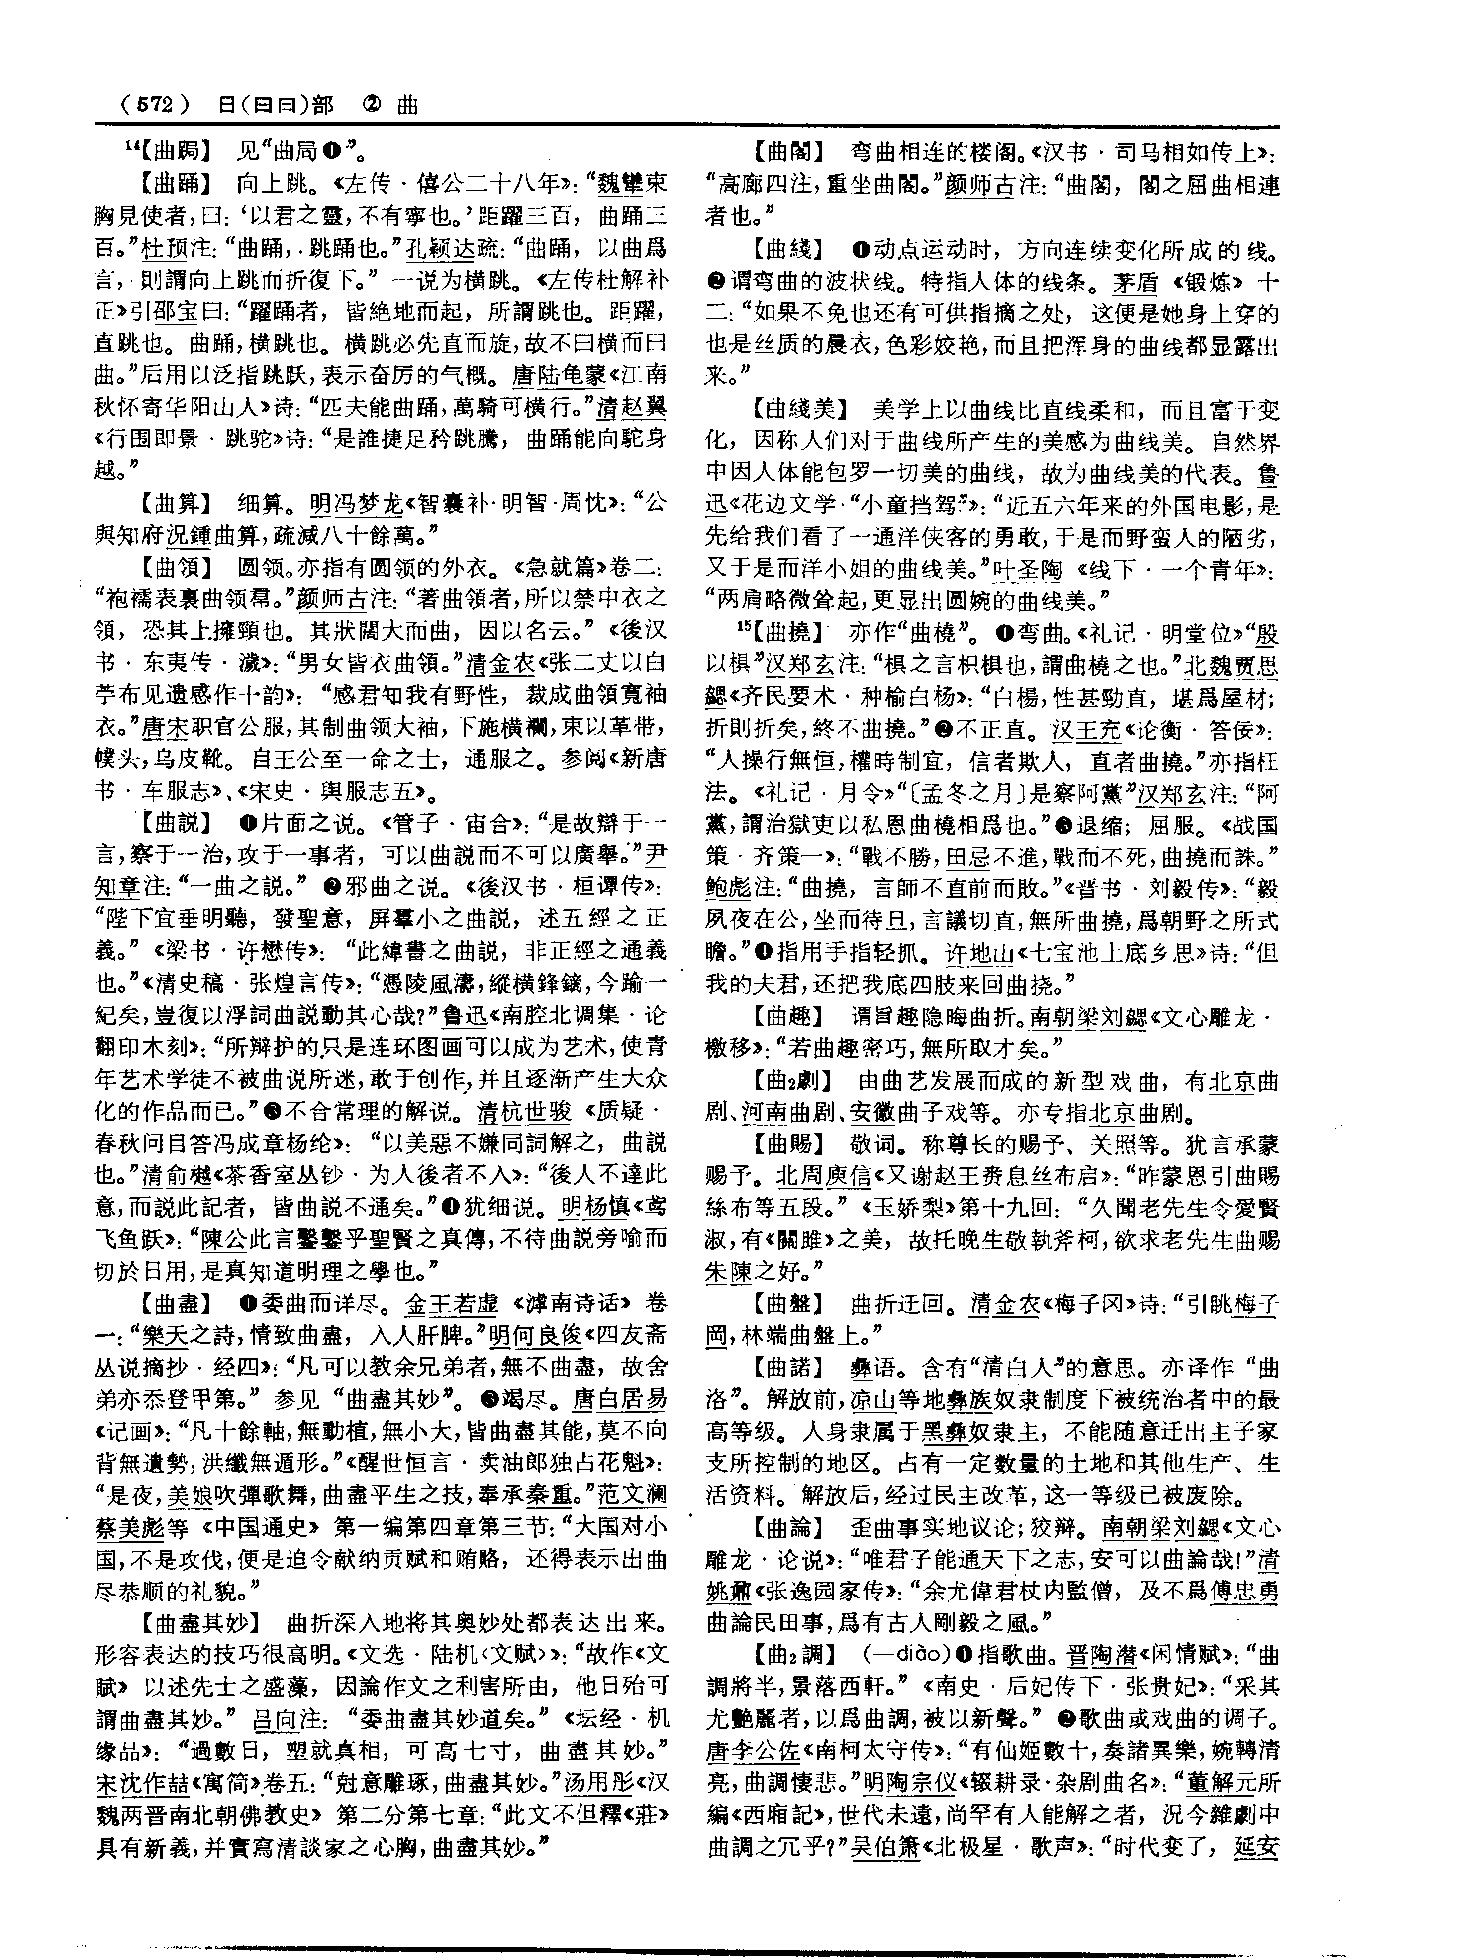 （572） 日(曰⺜)部 ② 曲
14【曲跼】 见“曲局❶”。
【曲踊】 向上跳。《左传·僖公二十八年》：“魏犨束
胸見使者，曰：‘以君之靈，不有寧也。’距躍三百，曲踊三
百。”杜预注：“曲踊，跳踊也。”孔颖达疏：“曲踊，以曲爲
言，則謂向上跳而折復下。”一说为横跳。《左传杜解补
正》引邵宝曰：“躍踊者，皆絶地而起，所謂跳也。距躍，
直跳也。曲踊，横跳也。横跳必先直而旋，故不曰横而曰
曲。”后用以泛指跳跃，表示奋厉的气概。唐陆龟蒙《江南
秋怀寄华阳山人》诗：“匹夫能曲踊，萬騎可横行。”清赵翼
《行围即景·跳驼》诗：“是誰捷足矜跳騰，曲踊能向駝身
越。”
【曲算】 细算。明冯梦龙《智囊补·明智·周忱》：“公
與知府況鍾曲算，疏減八十餘萬。”
【曲領】 圆领。亦指有圆领的外衣。《急就篇》卷二：
“袍襦表裏曲领帬。”颜师古注：“著曲領者，所以禁中衣之
領，恐其上擁頸也。其狀闊大而曲，因以名云。”《後汉
书·东夷传·濊》：“男女皆衣曲領。”清金农《张二丈以白
苧布见遗感作十韵》：“感君知我有野性，裁成曲領寬袖
衣。”唐宋职官公服，其制曲领大袖，下施横襴，束以革带，
幞头，乌皮靴。自王公至一命之士，通服之。参阅《新唐
书·车服志》、《宋史·舆服志五》。
【曲説】 ❶片面之说。《管子·宙合》：“是故辯于一
言，察于一治，攻于一事者，可以曲説而不可以廣舉。”尹
知章注：“一曲之説。”❷邪曲之说。《後汉书·桓谭传》：
“陛下宜垂明聽，發聖意，屏羣小之曲説，述五經之正
義。”《梁书·许懋传》：“此緯書之曲説，非正經之通義
也。”《清史稿·张煌言传》：“憑陵風濤，縱横鋒鏑，今踰一
紀矣，豈復以浮詞曲説動其心哉？”鲁迅《南腔北调集·论
翻印木刻》：“所辩护的只是连环图画可以成为艺术，使青
年艺术学徒不被曲说所迷，敢于创作，并且逐渐产生大众
化的作品而已。”❸不合常理的解说。清杭世骏《质疑·
春秋问目答冯成章杨纶》：“以美惡不嫌同詞解之，曲説
也。”清俞樾《茶香室丛钞·为人後者不入》：“後人不達此
意，而説此記者，皆曲説不通矣。”❹犹细说。明杨慎《鸢
飞鱼跃》：“陳公此言鑿鑿乎聖賢之真傳，不待曲説旁喻而
切於日用，是真知道明理之學也。”
【曲盡】 ❶委曲而详尽。金王若虚《滹南诗话》卷
一：“樂天之詩，情致曲盡，入人肝脾。”明何良俊《四友斋
丛说摘抄·经四》：“凡可以教余兄弟者，無不曲盡，故舍
弟亦忝登甲第。”参见“曲盡其妙”。❷竭尽。唐白居易
《记画》：“凡十餘軸，無動植，無小大，皆曲盡其能，莫不向
背無遺勢，洪纖無遁形。”《醒世恒言·卖油郎独占花魁》：
“是夜，美娘吹彈歌舞，曲盡平生之技，奉承秦重。”范文澜
蔡美彪等《中国通史》第一编第四章第三节：“大国对小
国，不是攻伐，便是迫令献纳贡赋和贿赂，还得表示出曲
尽恭顺的礼貌。”
【曲盡其妙】 曲折深入地将其奥妙处都表达出来。
形容表达的技巧很高明。《文选·陆机〈文赋〉》：“故作《文
賦》以述先士之盛藻，因論作文之利害所由，他日殆可
謂曲盡其妙。”吕向注：“委曲盡其妙道矣。”《坛经·机
缘品》：“過數日，塑就真相，可高七寸，曲盡其妙。”
宋沈作喆《寓简》卷五：“尅意雕琢，曲盡其妙。”汤用彤《汉
魏两晋南北朝佛教史》第二分第七章：“此文不但釋《莊》
具有新義，并實寫清談家之心胸，曲盡其妙。”
【曲閣】 弯曲相连的楼阁。《汉书·司马相如传上》：
“高廊四注，重坐曲閣。”颜师古注：“曲閣，閣之屈曲相連
者也。”
【曲綫】 ❶动点运动时，方向连续变化所成的线。
❷谓弯曲的波状线。特指人体的线条。茅盾《锻炼》十
二：“如果不免也还有可供指摘之处，这便是她身上穿的
也是丝质的晨衣，色彩姣艳，而且把浑身的曲线都显露出
来。”
【曲綫美】 美学上以曲线比直线柔和，而且富于变
化，因称人们对于曲线所产生的美感为曲线美。自然界
中因人体能包罗一切美的曲线，故为曲线美的代表。鲁
迅《花边文学·“小童挡驾”》：“近五六年来的外国电影，是
先给我们看了一通洋侠客的勇敢，于是而野蛮人的陋劣，
又于是而洋小姐的曲线美。”叶圣陶《线下·一个青年》：
“两肩略微耸起，更显出圆婉的曲线美。”
15【曲撓】 亦作“曲橈”。❶弯曲。《礼记·明堂位》“殷
以椇”汉郑玄注：“椇之言枳椇也，謂曲橈之也。”北魏贾思
勰《齐民要术·种榆白杨》：“白楊，性甚勁直，堪爲屋材；
折則折矣，終不曲撓。”❷不正直。汉王充《论衡·答佞》：
“人操行無恒，權時制宜，信者欺人，直者曲撓。”亦指枉
法。《礼记·月令》“〔孟冬之月〕是察阿黨”汉郑玄注：“阿
黨，謂治獄吏以私恩曲橈相爲也。”❸退缩；屈服。《战国
策·齐策一》：“戰不勝，田忌不進，戰而不死，曲撓而誅。”
鲍彪注：“曲撓，言師不直前而敗。”《晋书·刘毅传》：“毅
夙夜在公，坐而待旦，言議切直，無所曲撓，爲朝野之所式
瞻。”❹指用手指轻抓。许地山《七宝池上底乡思》诗：“但
我的夫君，还把我底四肢来回曲挠。”
【曲趣】 谓旨趣隐晦曲折。南朝梁刘勰《文心雕龙·
檄移》：“若曲趣密巧，無所取才矣。”
【曲2劇】 由曲艺发展而成的新型戏曲，有北京曲
剧、河南曲剧、安徽曲子戏等。亦专指北京曲剧。
【曲賜】 敬词。称尊长的赐予、关照等。犹言承蒙
赐予。北周庾信《又谢赵王赉息丝布启》：“昨蒙恩引曲賜
絲布等五段。”《玉娇梨》第十九回：“久聞老先生令愛賢
淑，有《關雎》之美，故托晚生敬執斧柯，欲求老先生曲赐
朱陳之好。”
【曲盤】 曲折迂回。清金农《梅子冈》诗：“引眺梅子
岡，林端曲盤上。”
【曲諾】 彝语。含有“清白人”的意思。亦译作“曲
洛”。解放前，凉山等地彝族奴隶制度下被统治者中的最
高等级。人身隶属于黑彝奴隶主，不能随意迁出主子家
支所控制的地区。占有一定数量的土地和其他生产、生
活资料。解放后，经过民主改革，这一等级已被废除。
【曲論】 歪曲事实地议论；狡辩。南朝梁刘勰《文心
雕龙·论说》：“唯君子能通天下之志，安可以曲論哉！”清
姚鼐《张逸园家传》：“余尤偉君杖内監僧，及不爲傅忠勇
曲論民田事，爲有古人剛毅之風。”
【曲2調】 （—diào）❶指歌曲。晋陶潜《闲情赋》：“曲
調將半，景落西軒。”《南史·后妃传下·张贵妃》：“采其
尤艷麗者，以爲曲調，被以新聲。”❷歌曲或戏曲的调子。
唐李公佐《南柯太守传》：“有仙姬數十，奏諸異樂，婉轉清
亮，曲調悽悲。”明陶宗仪《辍耕录·杂剧曲名》：“董解元所
編《西廂記》，世代未遠，尚罕有人能解之者，況今雜劇中
曲調之冗乎？”吴伯箫《北极星·歌声》：“时代变了，延安